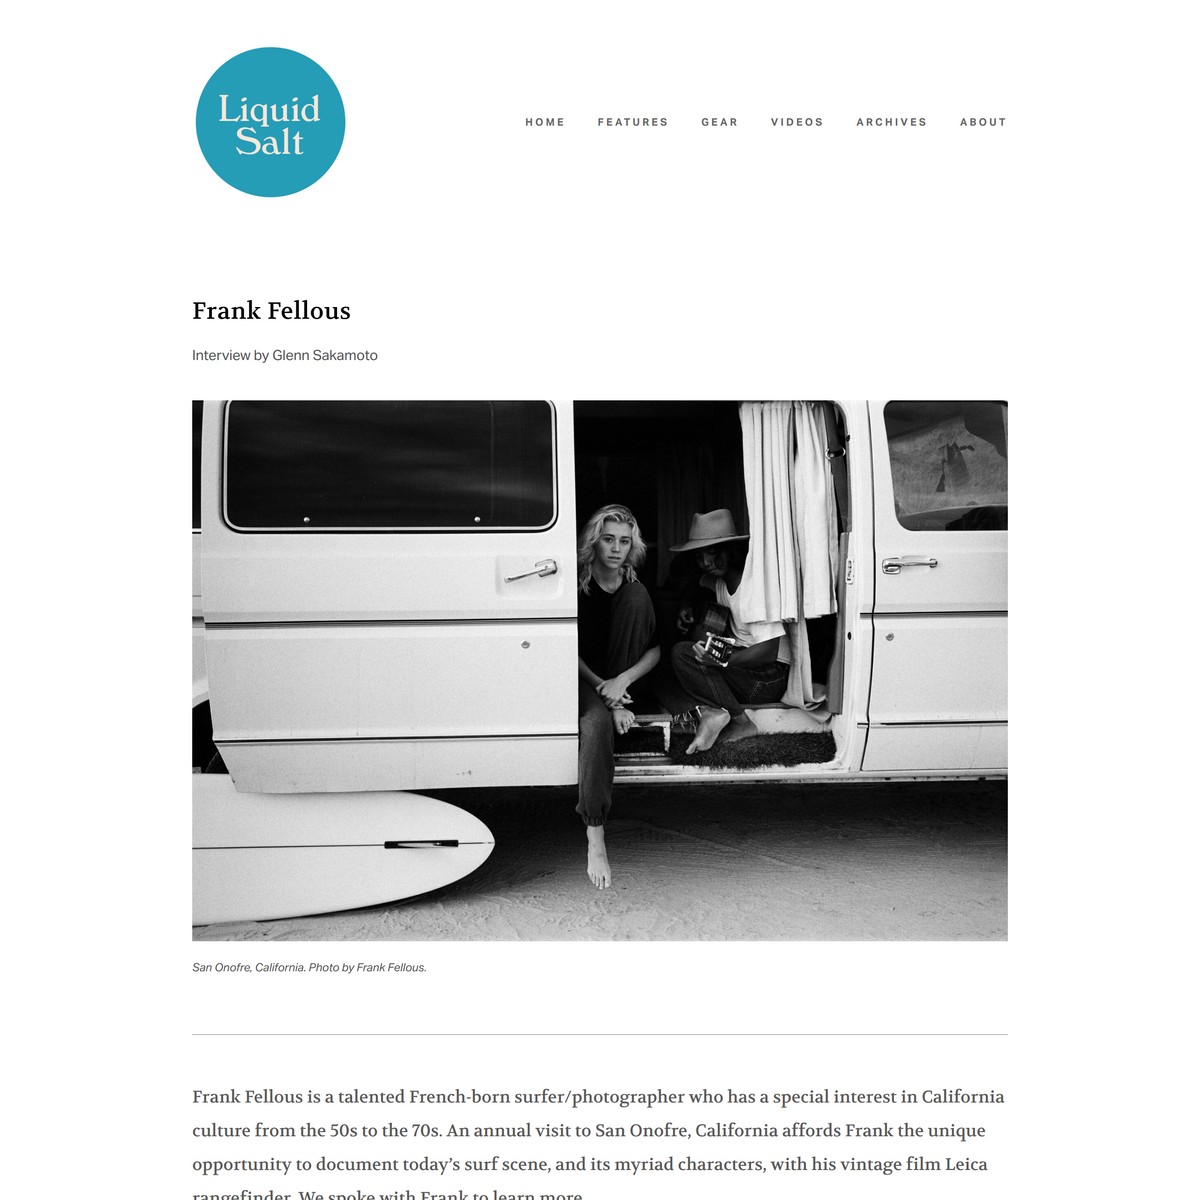 Liquid
Salt
HOME FEATURES GEAR VIDEOS ARCHIVES ABOUT
Frank Fellous
Interview by Glenn Sakamoto
San Onofre, California. Photo by Frank Fellous.
Frank Fellous is a talented French-born surfer/photographer who has a special interest in California
culture from the 50s to the 70s. An annual visit to San Onofre, California affords Frank the unique
opportunity to document today’s surf scene, and its myriad characters, with his vintage film Leica
rangefinder. We spoke with Frank to learn more.